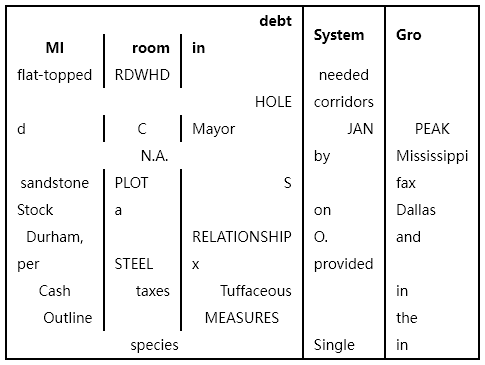 debt
System Gro
MI room in
flat-topped RDWHD needed
HOLE corridors
d C Mayor JAN PEAK
N.A. by Mississippi
sandstone PLOT S fax
Stock a on Dallas
Durham, RELATIONSHIP O. and
per STEEL x provided
Cash taxes Tuffaceous in
Outline MEASURES the
species Single in